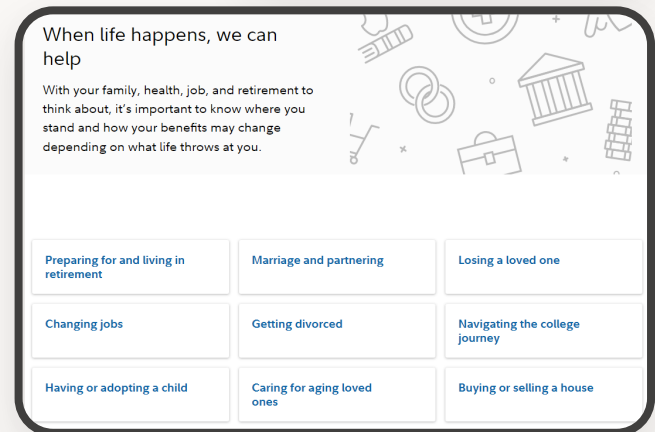 When life happens, we can
help
With your family, health, job, and retirement to
think about, it's important to know where you
stand and how your benefits may change
depending on what life throws at you.
Preparing for and living in
retirement
Marriage and partnering
Losing a loved one
Changing jobs
Getting divorced
Navigating the college
journey
Having or adopting a child
Caring for aging loved
ones
Buying or selling a house